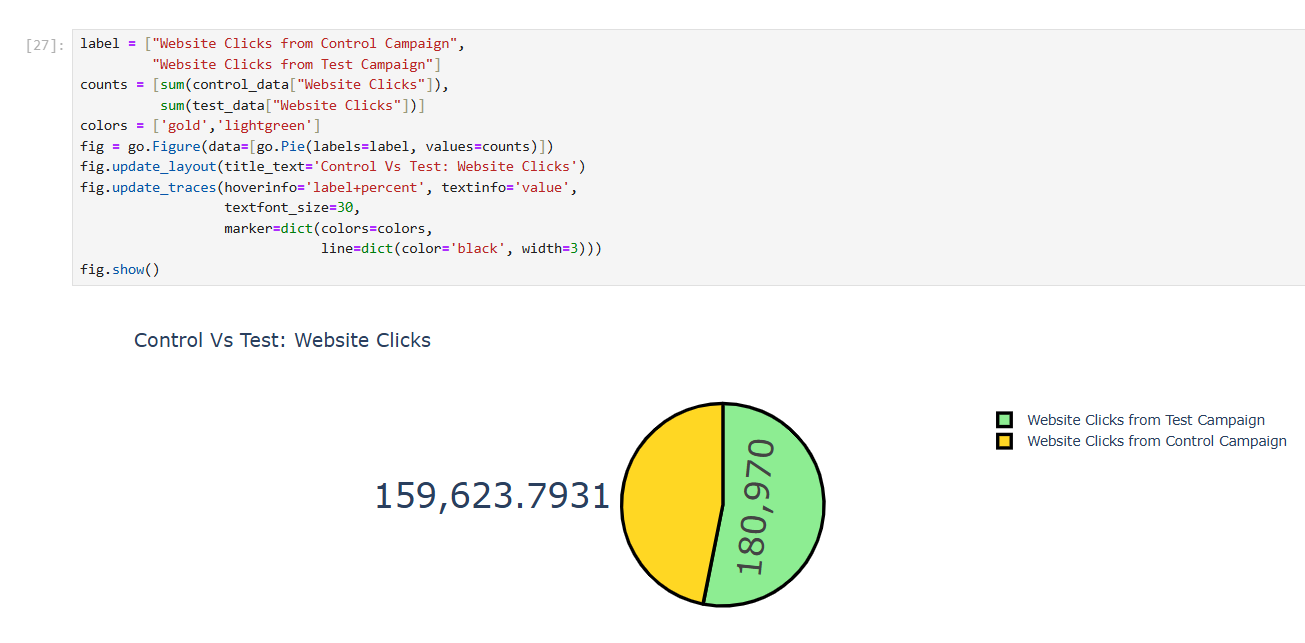 [27]:
label = ["Website Clicks from Control Campaign",
         "Website Clicks from Test Campaign"]
counts = [sum(control_data["Website Clicks"]),
          sum(test_data["Website Clicks"])]
colors = ['gold','lightgreen']
fig = go.Figure(data=[go.Pie(labels=label, values=counts)])
fig.update_layout(title_text='Control Vs Test: Website Clicks')
fig.update_traces(hoverinfo='label+percent', textinfo='value',
                  textfont_size=30,
                  marker=dict(colors=colors,
                              line=dict(color='black', width=3)))
fig.show()
Control Vs Test: Website Clicks
159,623.7931
180,970
Website Clicks from Test Campaign
Website Clicks from Control Campaign